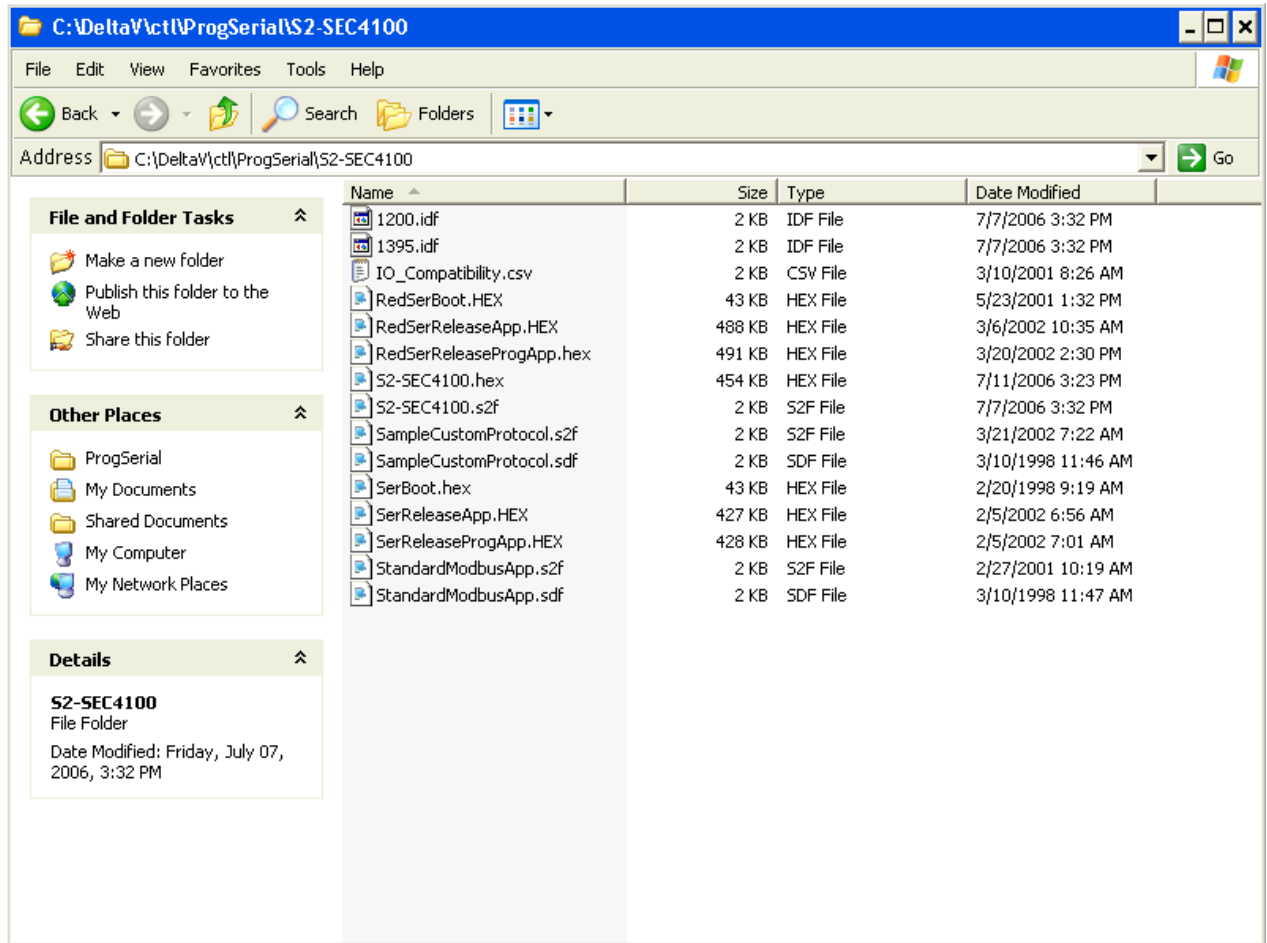 C:\DeltaV\ctl\ProgSerial\S2-SEC4100
File Edit View Favorites Tools Help
Back Search Folders
Address C:\DeltaV\ctl\ProgSerial\S2-SEC4100 Go
File and Folder Tasks
Make a new folder
Publish this folder to the
Web
Share this folder
Other Places
ProgSerial
My Documents
Shared Documents
My Computer
My Network Places
Details
S2-SEC4100
File Folder
Date Modified: Friday, July 07,
2006, 3:32 PM
Name Size Type Date Modified
1200.idf 2 KB IDF File 7/7/2006 3:32 PM
1395.idf 2 KB IDF File 7/7/2006 3:32 PM
IO_Compatibility.csv 2 KB CSV File 3/10/2001 8:26 AM
RedSerBoot.HEX 43 KB HEX File 5/23/2001 1:32 PM
RedSerReleaseApp.HEX 488 KB HEX File 3/6/2002 10:35 AM
RedSerReleaseProgApp.hex 491 KB HEX File 3/20/2002 2:30 PM
S2-SEC4100.hex 454 KB HEX File 7/11/2006 3:23 PM
S2-SEC4100.s2f 2 KB S2F File 7/7/2006 3:32 PM
SampleCustomProtocol.s2f 2 KB S2F File 3/21/2002 7:22 AM
SampleCustomProtocol.sdf 2 KB SDF File 3/10/1998 11:46 AM
SerBoot.hex 43 KB HEX File 2/20/1998 9:19 AM
SerReleaseApp.HEX 427 KB HEX File 2/5/2002 6:56 AM
SerReleaseProgApp.HEX 428 KB HEX File 2/5/2002 7:01 AM
StandardModbusApp.s2f 2 KB S2F File 2/27/2001 10:19 AM
StandardModbusApp.sdf 2 KB SDF File 3/10/1998 11:47 AM